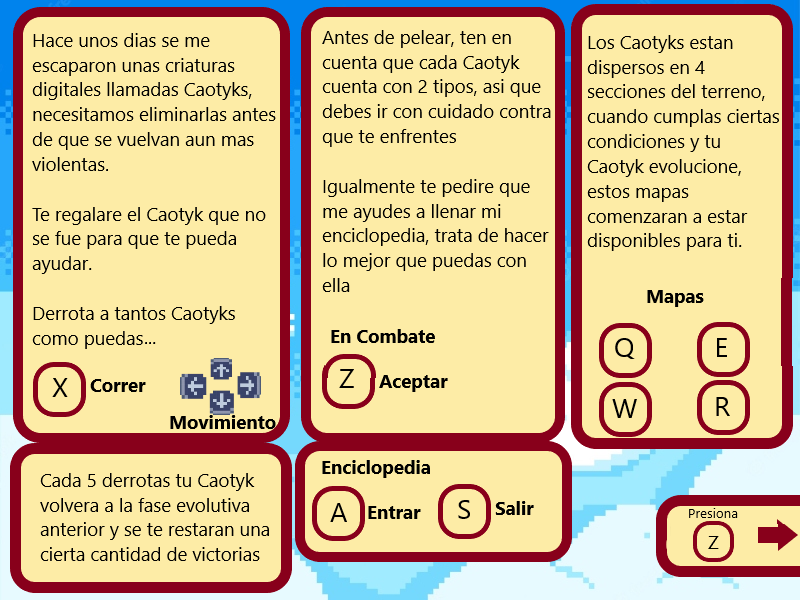 Hace unos dias se me
escaparon unas criaturas
digitales llamadas Caotyks,
necesitamos eliminarlas antes
de que se vuelvan aun mas
violentas.
Te regalare el Caotyk que no
se fue para que te pueda
ayudar.
Derrota a tantos Caotyks
como puedas...
X Correr
Movimiento
Antes de pelear, ten en
cuenta que cada Caotyk
cuenta con 2 tipos, asi que
debes ir con cuidado contra
que te enfrentes
Igualmente te pedire que
me ayudes a llenar mi
enciclopedia, trata de hacer
lo mejor que puedas con
ella
En Combate
Z Aceptar
Los Caotyks estan
dispersos en 4
secciones del terreno,
cuando cumplas ciertas
condiciones y tu
Caotyk evolucione,
estos mapas
comenzaran a estar
disponibles para ti.
Mapas
Q E
W R
Cada 5 derrotas tu Caotyk
volvera a la fase evolutiva
anterior y se te restaran una
cierta cantidad de victorias
Enciclopedia
A Entrar S Salir
Presiona
Z